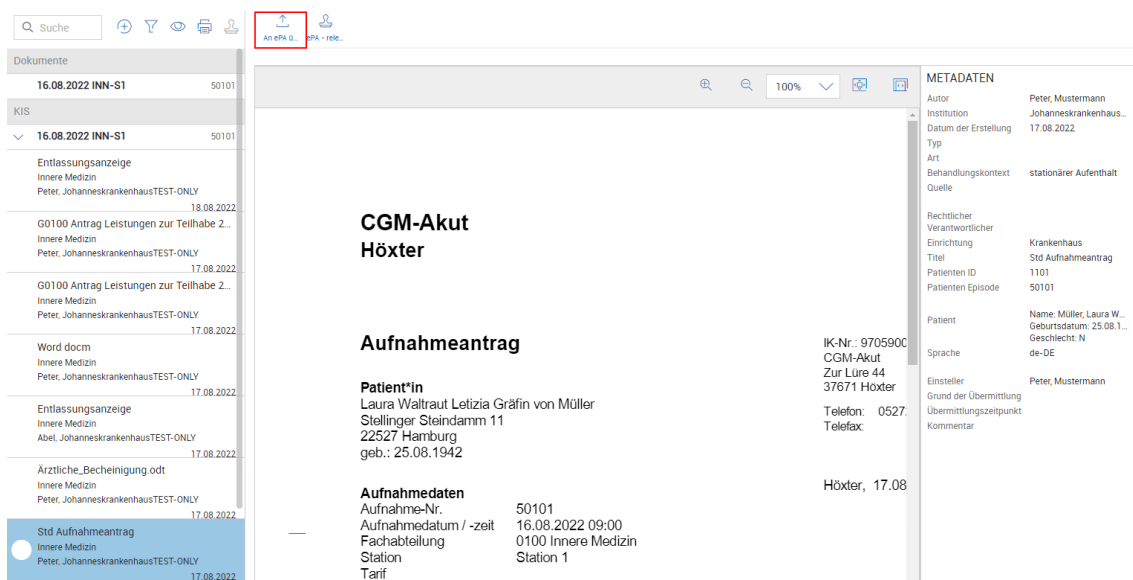 Suche
An ePA ü... ePA - rele...
Dokumente
16.08.2022 INN-S1 50101
KIS
16.08.2022 INN-S1 50101
Entlassungsanzeige
Innere Medizin
Peter, JohanneskrankenhausTEST-ONLY
18.08.2022
G0100 Antrag Leistungen zur Teilhabe 2...
Innere Medizin
Peter, JohanneskrankenhausTEST-ONLY
17.08.2022
G0100 Antrag Leistungen zur Teilhabe 2...
Innere Medizin
Peter, JohanneskrankenhausTEST-ONLY
17.08.2022
Word docm
Innere Medizin
Peter, JohanneskrankenhausTEST-ONLY
17.08.2022
Entlassungsanzeige
Innere Medizin
Abel, JohanneskrankenhausTEST-ONLY
17.08.2022
Ärztliche_Becheinigung.odt
Innere Medizin
Peter, JohanneskrankenhausTEST-ONLY
17.08.2022
Std Aufnahmeantrag
Innere Medizin
Peter, JohanneskrankenhausTEST-ONLY
17.08.2022
100%
CGM-Akut
Höxter
Aufnahmeantrag
Patient*in
Laura Waltraut Letizia Gräfin von Müller
Stellinger Steindamm 11
22527 Hamburg
geb.: 25.08.1942
IK-Nr.: 9705900
CGM-Akut
Zur Lüre 44
37671 Höxter
Telefon: 0527
Telefax:
Höxter, 17.08
Aufnahmedaten
Aufnahme-Nr. 50101
Aufnahmedatum / -zeit 16.08.2022 09:00
Fachabteilung 0100 Innere Medizin
Station Station 1
Tarif
METADATEN
Autor Peter, Mustermann
Institution Johanneskrankenhaus...
Datum der Erstellung 17.08.2022
Typ
Art
Behandlungskontext stationärer Aufenthalt
Quelle
Rechtlicher
Verantwortlicher
Einrichtung Krankenhaus
Titel Std Aufnahmeantrag
Patienten ID 1101
Patienten Episode 50101
Patient Name: Müller, Laura W...
Geburtsdatum: 25.08.1...
Geschlecht: N
Sprache de-DE
Einsteller Peter, Mustermann
Grund der Übermittlung
Übermittlungszeitpunkt
Kommentar